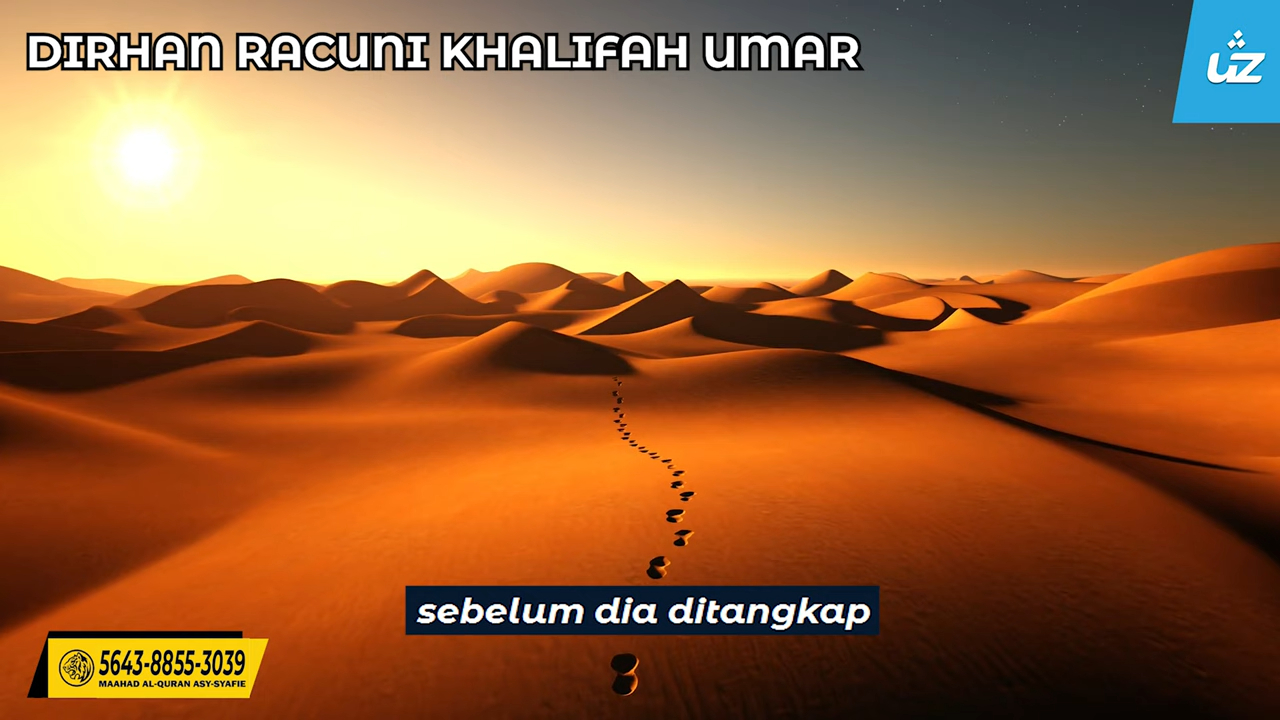 DIRHAN RACUNI KHALIFAH UMAR
sebelum dia ditangkap
5643-8855-3039
MAAHAD AL-QURAN ASY-SYAFIE